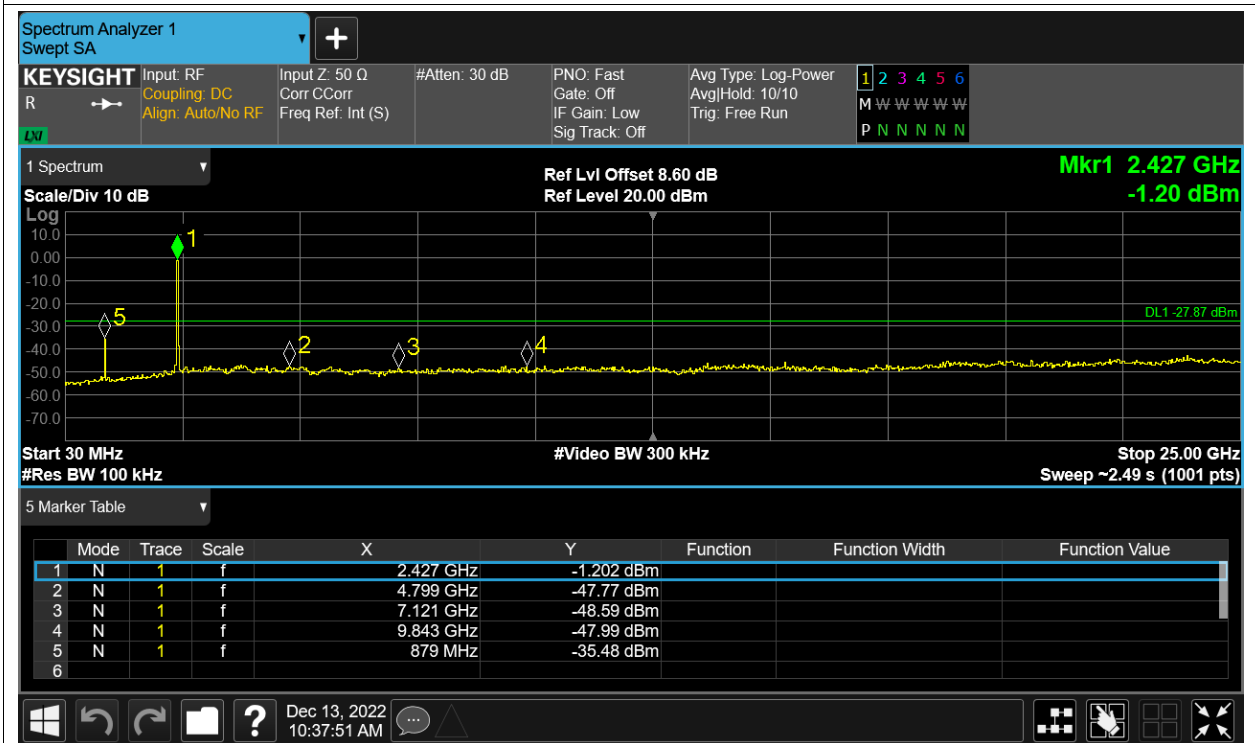 Spectrum Analyzer 1
Swept SA
KEYSIGHT
R
LXI
Input: RF
Coupling: DC
Align: Auto/No RF
Input Z: 50 Ω
Corr CCorr
Freq Ref: Int (S)
#Atten: 30 dB
PNO: Fast
Gate: Off
IF Gain: Low
Sig Track: Off
Avg Type: Log-Power
Avg|Hold: 10/10
Trig: Free Run
1 2 3 4 5 6
M W W W W W
P N N N N N
1 Spectrum
Scale/Div 10 dB
Ref Lvl Offset 8.60 dB
Ref Level 20.00 dBm
Mkr1 2.427 GHz
-1.20 dBm
Log
10.0
0.00
-10.0
-20.0
-30.0
-40.0
-50.0
-60.0
-70.0
1
5
2
3
4
DL1 -27.87 dBm
Start 30 MHz
#Res BW 100 kHz
#Video BW 300 kHz
Stop 25.00 GHz
Sweep ~2.49 s (1001 pts)
5 Marker Table
Mode Trace Scale X Y Function Function Width Function Value
1 N 1 f 2.427 GHz -1.202 dBm
2 N 1 f 4.799 GHz -47.77 dBm
3 N 1 f 7.121 GHz -48.59 dBm
4 N 1 f 9.843 GHz -47.99 dBm
5 N 1 f 879 MHz -35.48 dBm
6
?
Dec 13, 2022
10:37:51 AM